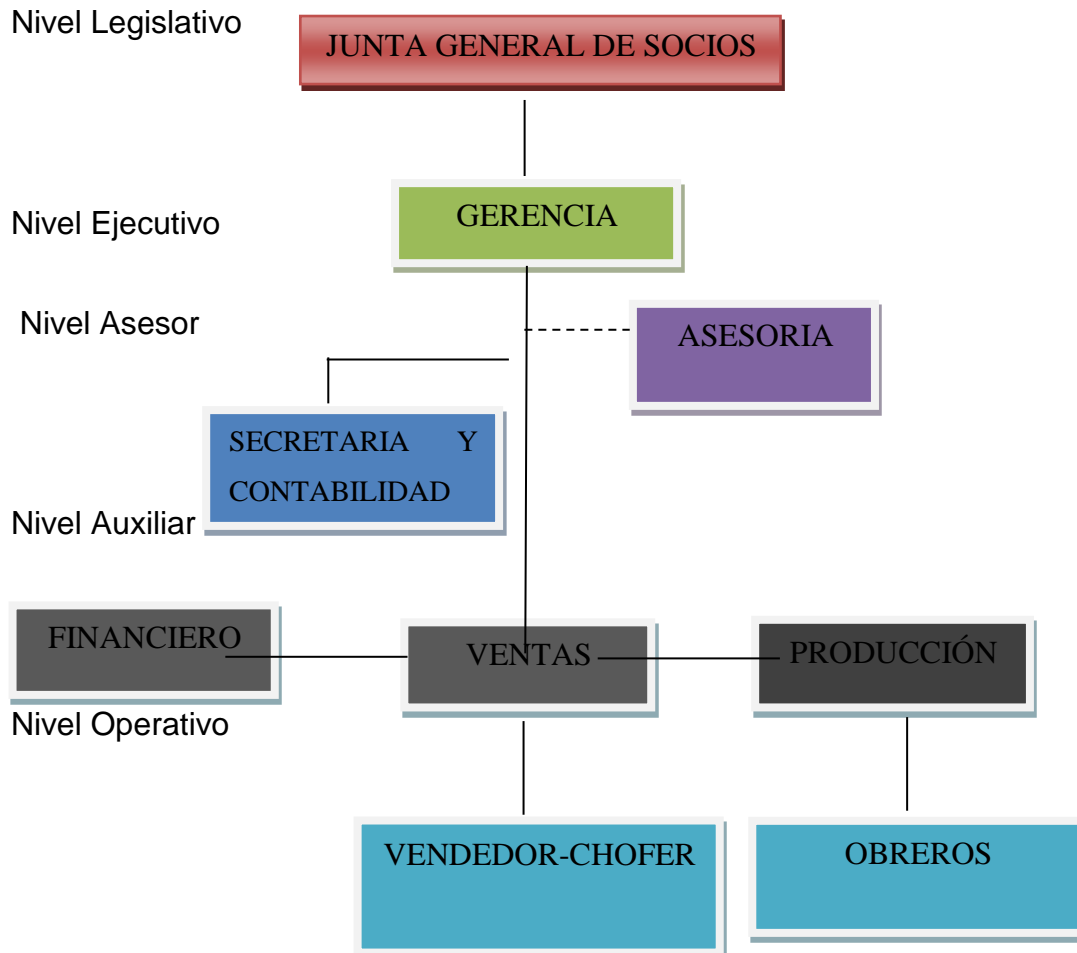 Nivel Legislativo
JUNTA GENERAL DE SOCIOS
Nivel Ejecutivo
GERENCIA
Nivel Asesor
ASESORIA
SECRETARIA Y
CONTABILIDAD
Nivel Auxiliar
FINANCIERO
VENTAS
PRODUCCIÓN
Nivel Operativo
VENDEDOR-CHOFER
OBREROS